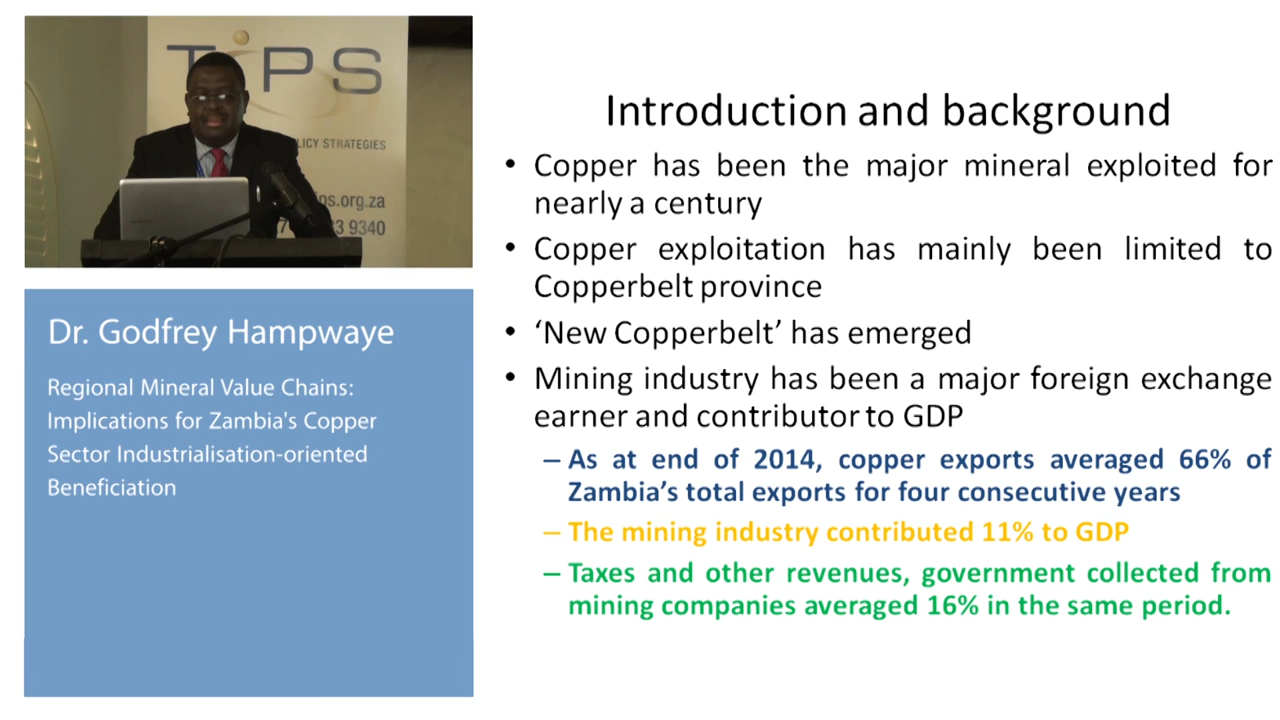 TiPS
LICY STRATEGIES
ps.org.za
3 9340
Dr. Godfrey Hampwaye
Regional Mineral Value Chains:
Implications for Zambia's Copper
Sector Industrialisation-oriented
Beneficiation
Introduction and background
• Copper has been the major mineral exploited for
nearly a century
• Copper exploitation has mainly been limited to
Copperbelt province
• ‘New Copperbelt’ has emerged
• Mining industry has been a major foreign exchange
earner and contributor to GDP
– As at end of 2014, copper exports averaged 66% of
Zambia’s total exports for four consecutive years
– The mining industry contributed 11% to GDP
– Taxes and other revenues, government collected from
mining companies averaged 16% in the same period.